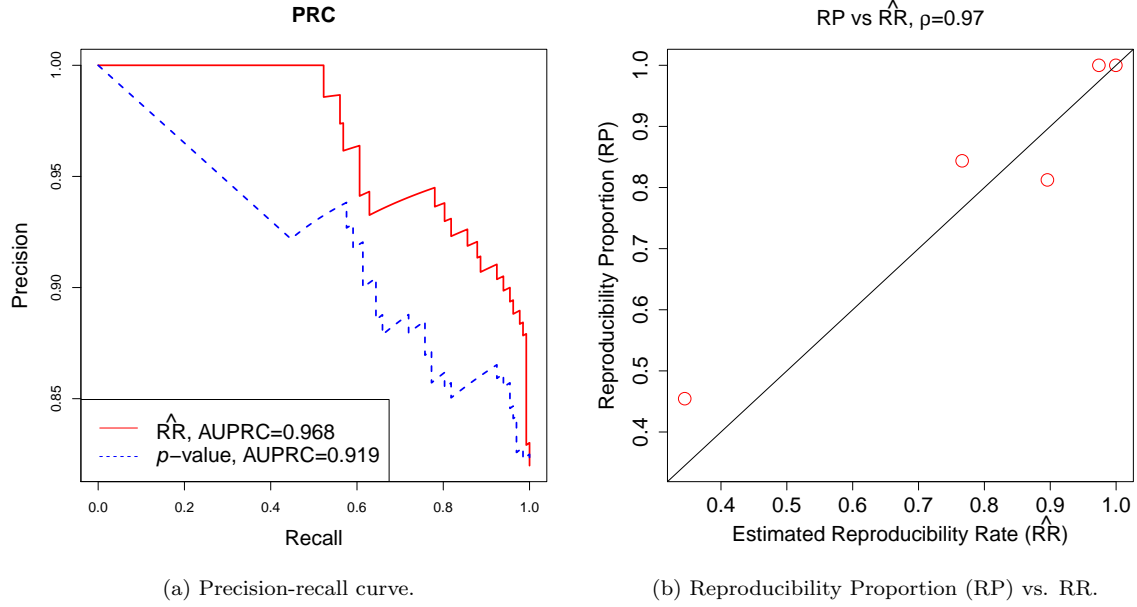 PRC
1.00
0.95
0.90
0.85
Precision
R̂R, AUPRC=0.968
p−value, AUPRC=0.919
0.0 0.2 0.4 0.6 0.8 1.0
Recall
(a) Precision-recall curve.
RP vs R̂R, ρ=0.97
1.0
0.9
0.8
0.7
0.6
0.5
0.4
Reproducibility Proportion (RP)
0.4 0.5 0.6 0.7 0.8 0.9 1.0
Estimated Reproducibility Rate (R̂R)
(b) Reproducibility Proportion (RP) vs. RR.